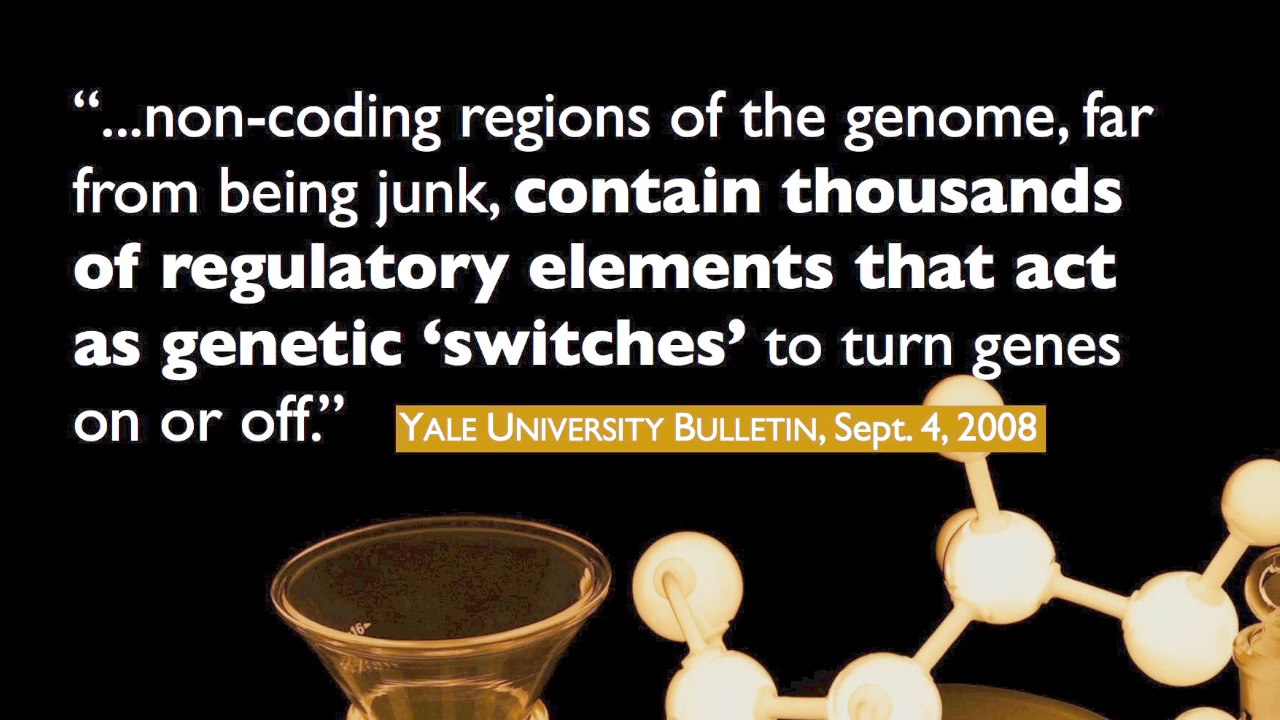 “...non-coding regions of the genome, far
from being junk, contain thousands
of regulatory elements that act
as genetic ‘switches’ to turn genes
on or off.” YALE UNIVERSITY BULLETIN, Sept. 4, 2008
16